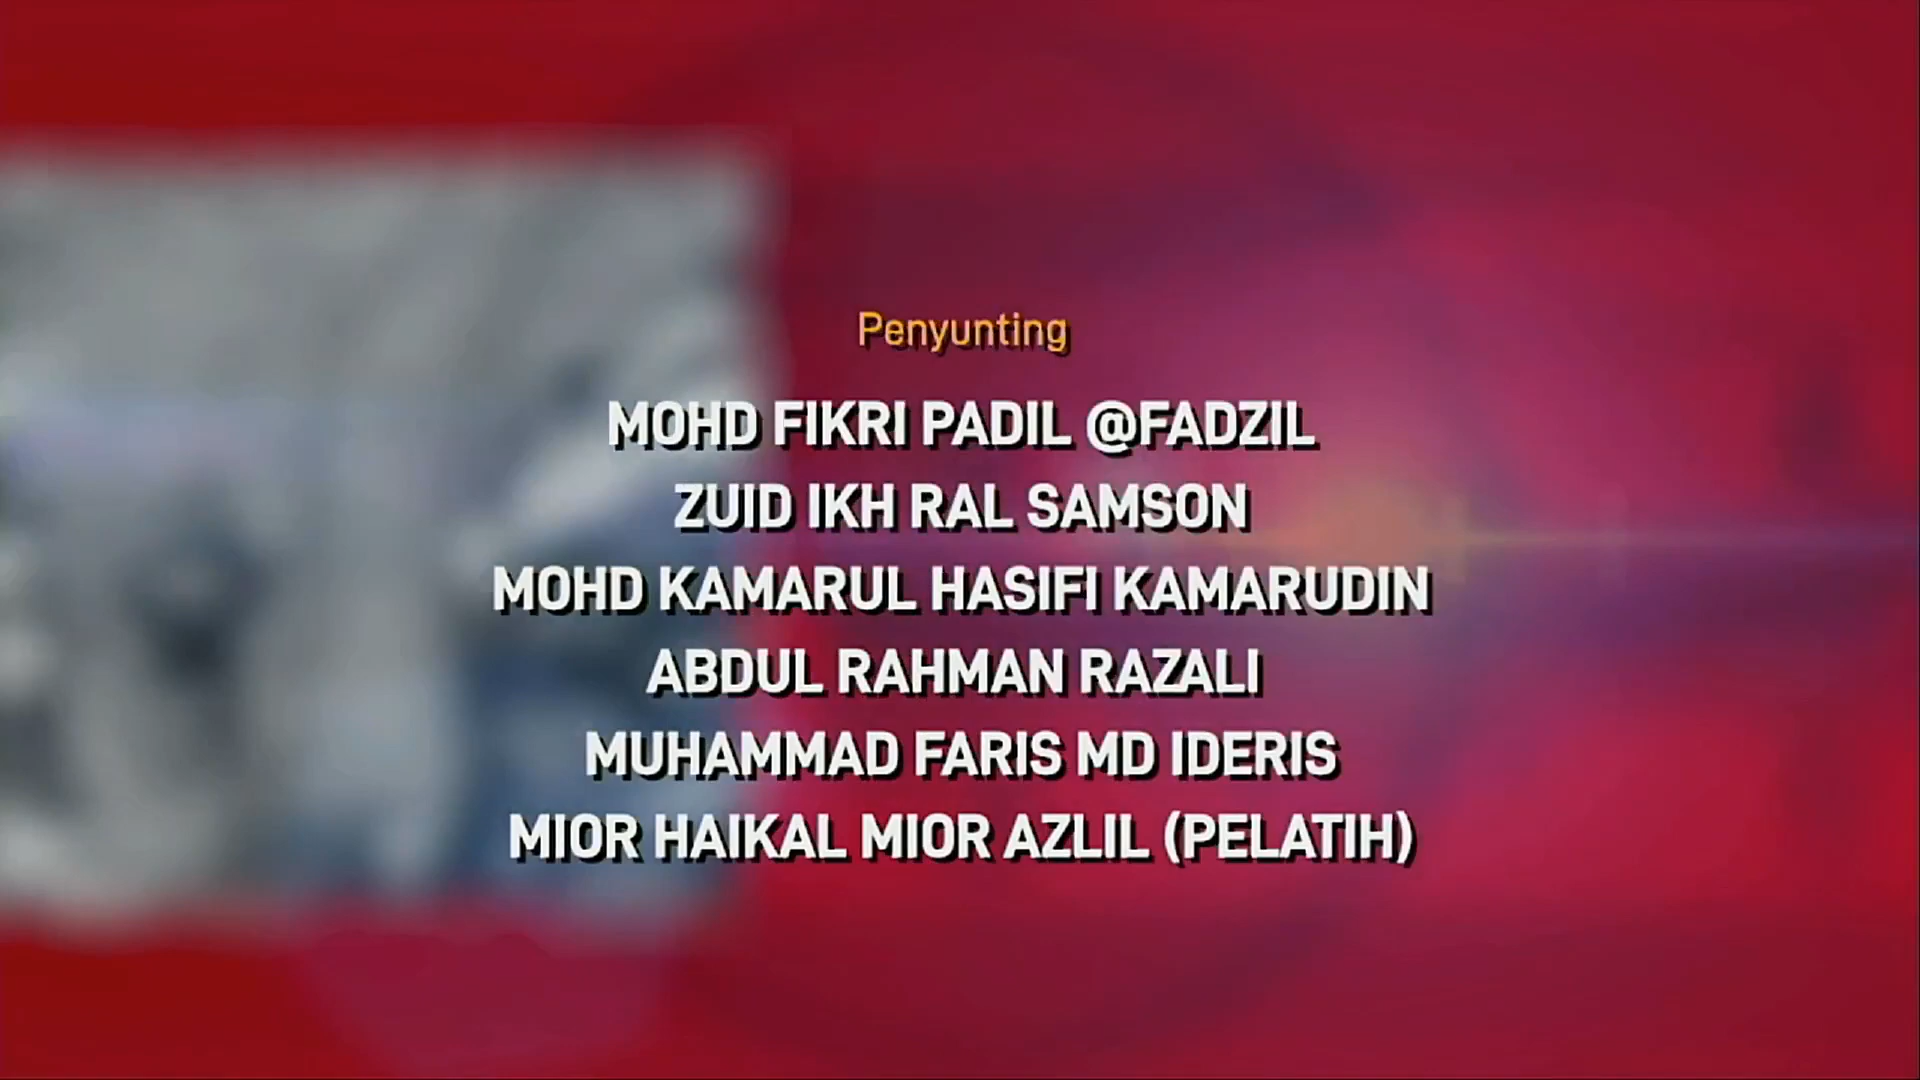 Penyunting
MOHD FIKRI PADIL @FADZIL
ZUID IKH RAL SAMSON
MOHD KAMARUL HASIFI KAMARUDIN
ABDUL RAHMAN RAZALI
MUHAMMAD FARIS MD IDERIS
MIOR HAIKAL MIOR AZLIL (PELATIH)